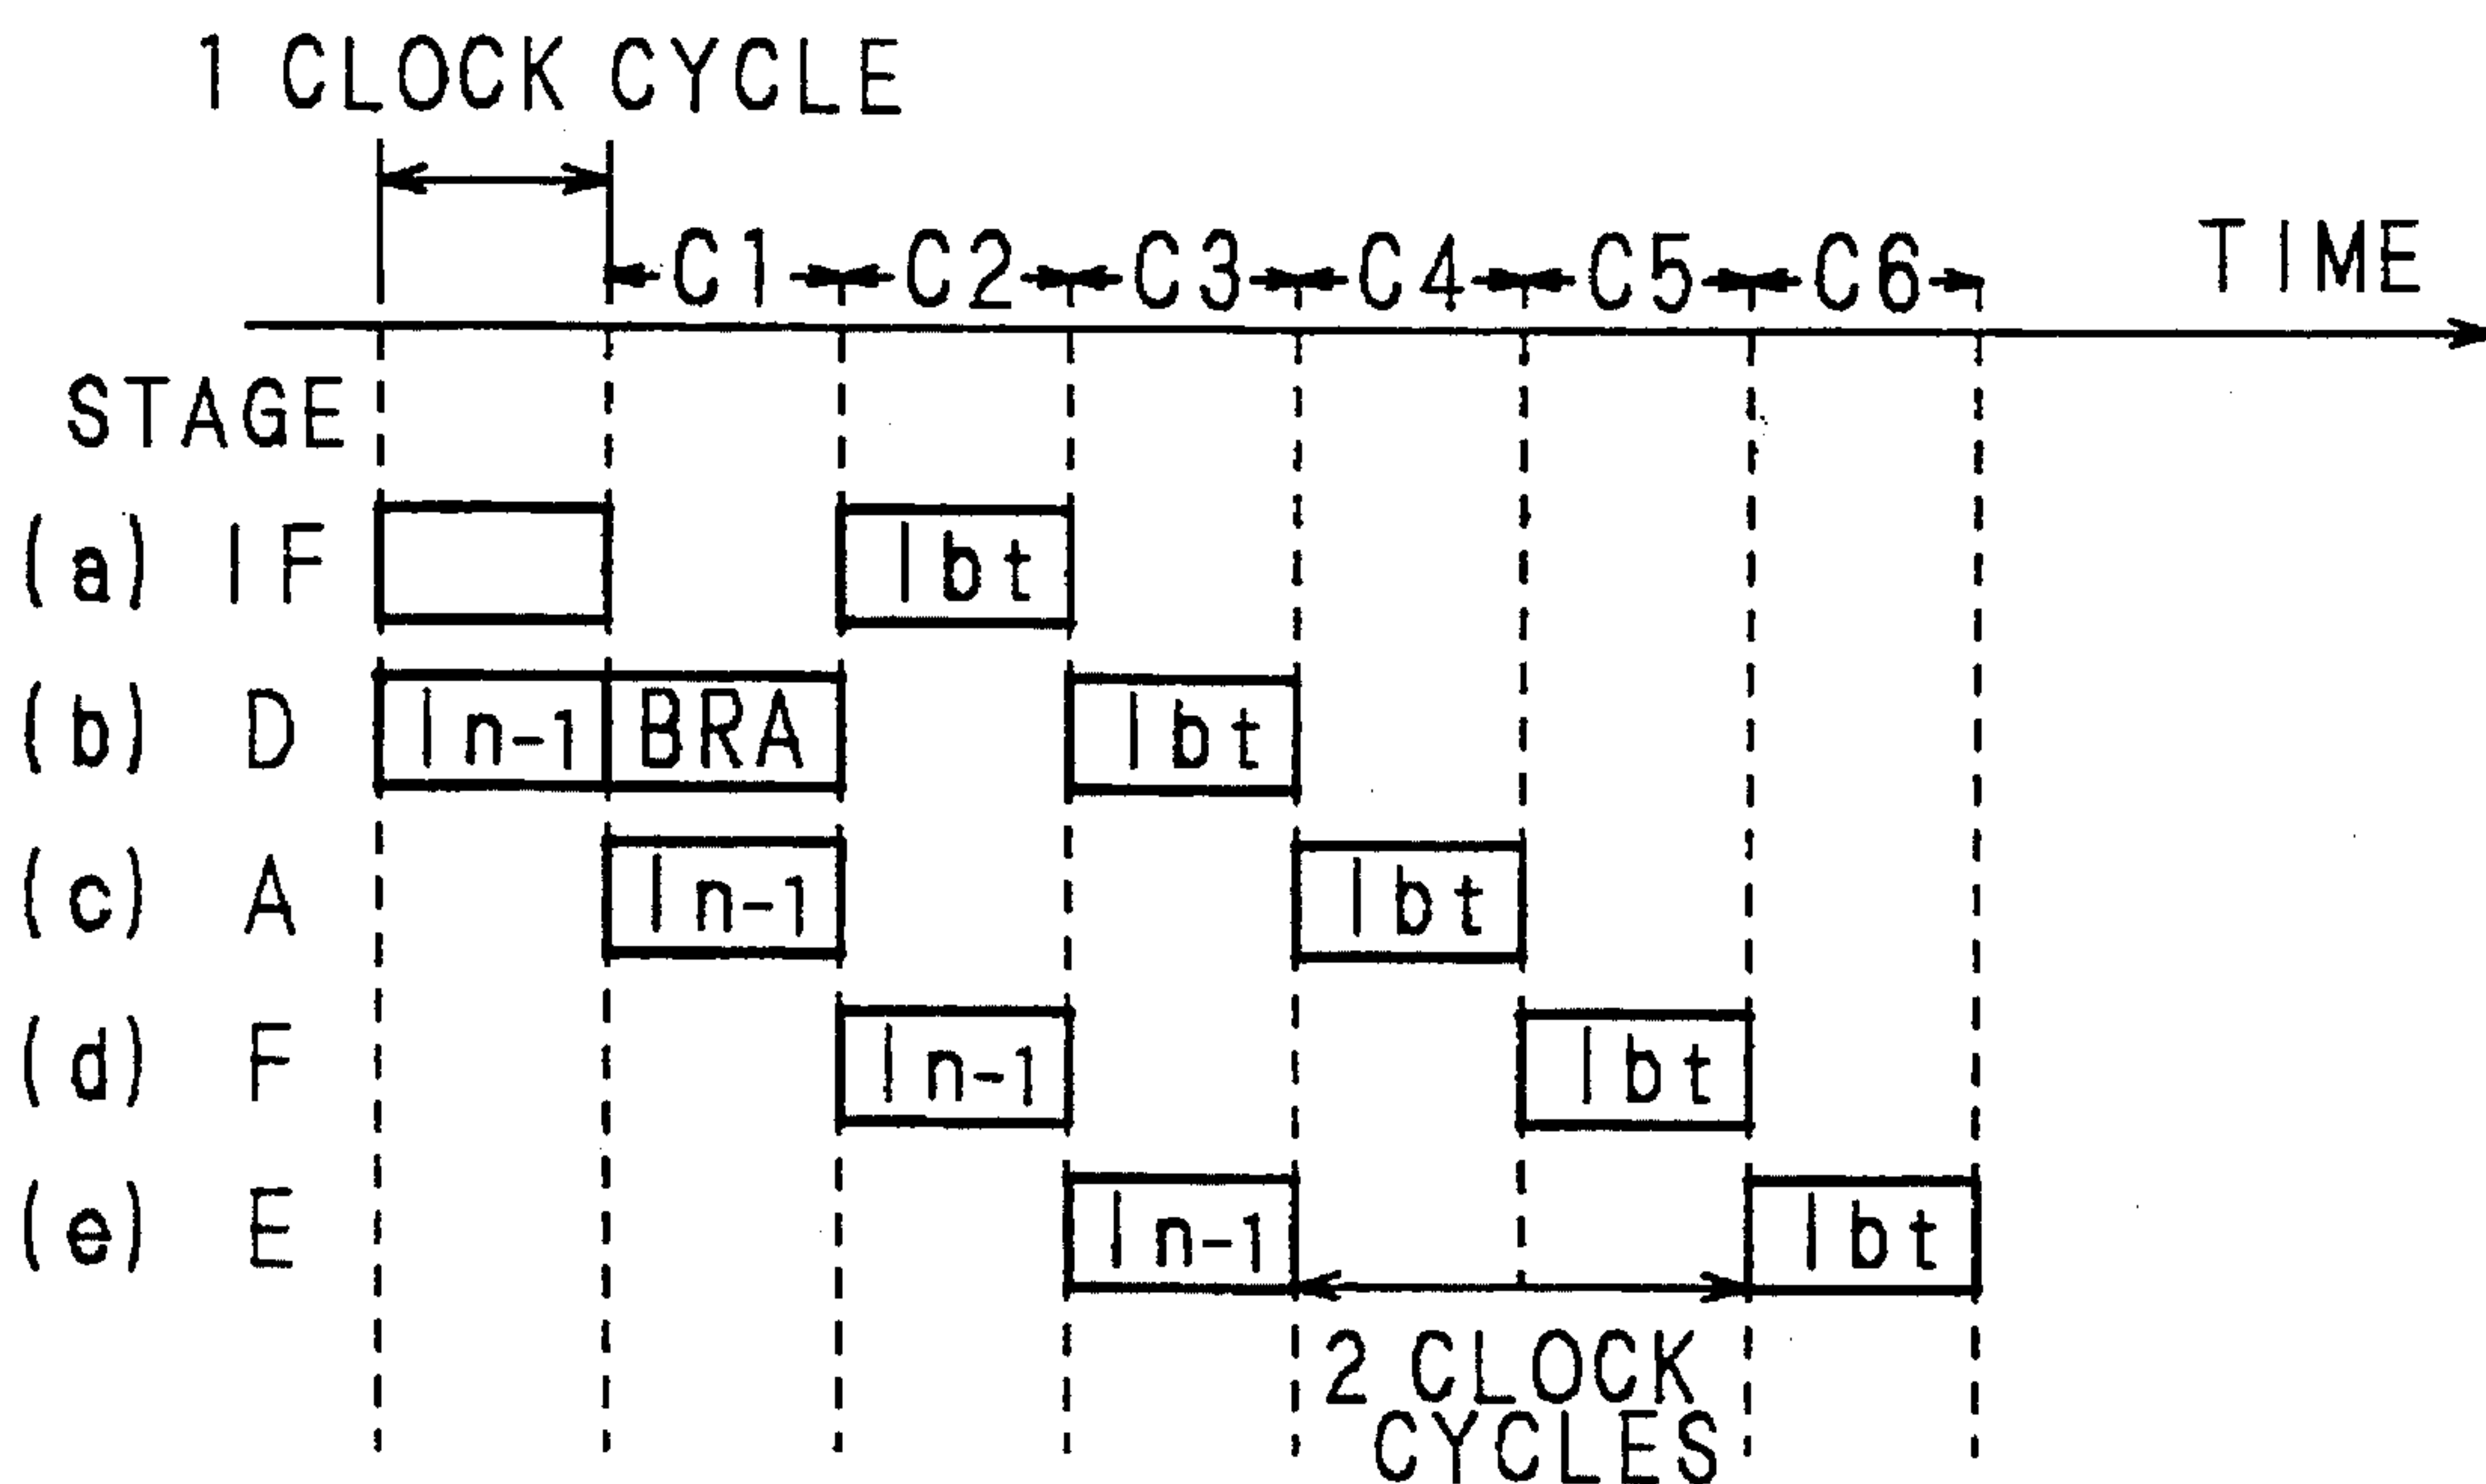 1 CLOCK CYCLE
C1 C2 C3 C4 C5 C6 TIME
STAGE
(a) IF Ibt
(b) D In-1 BRA Ibt
(c) A In-1 Ibt
(d) F In-1 Ibt
(e) E In-1 Ibt
2 CLOCK
CYCLES